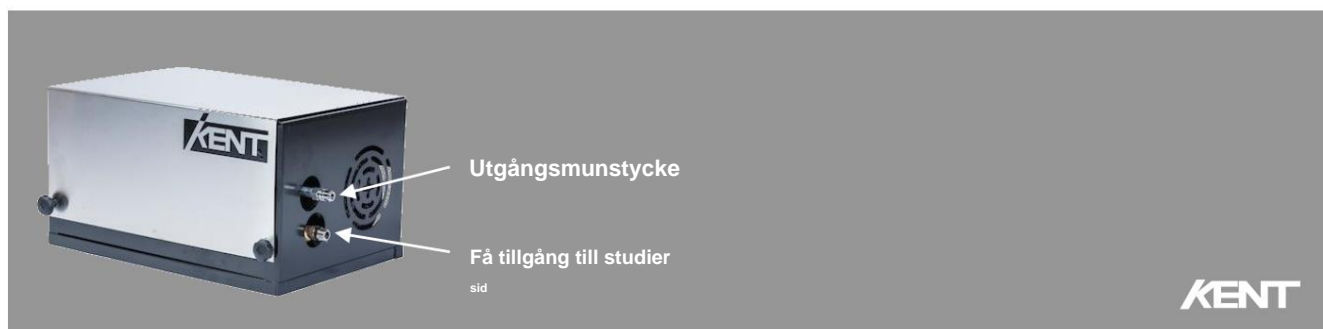 KENT
Utgångsmunstycke
Få tillgång till studier
sid
KENT